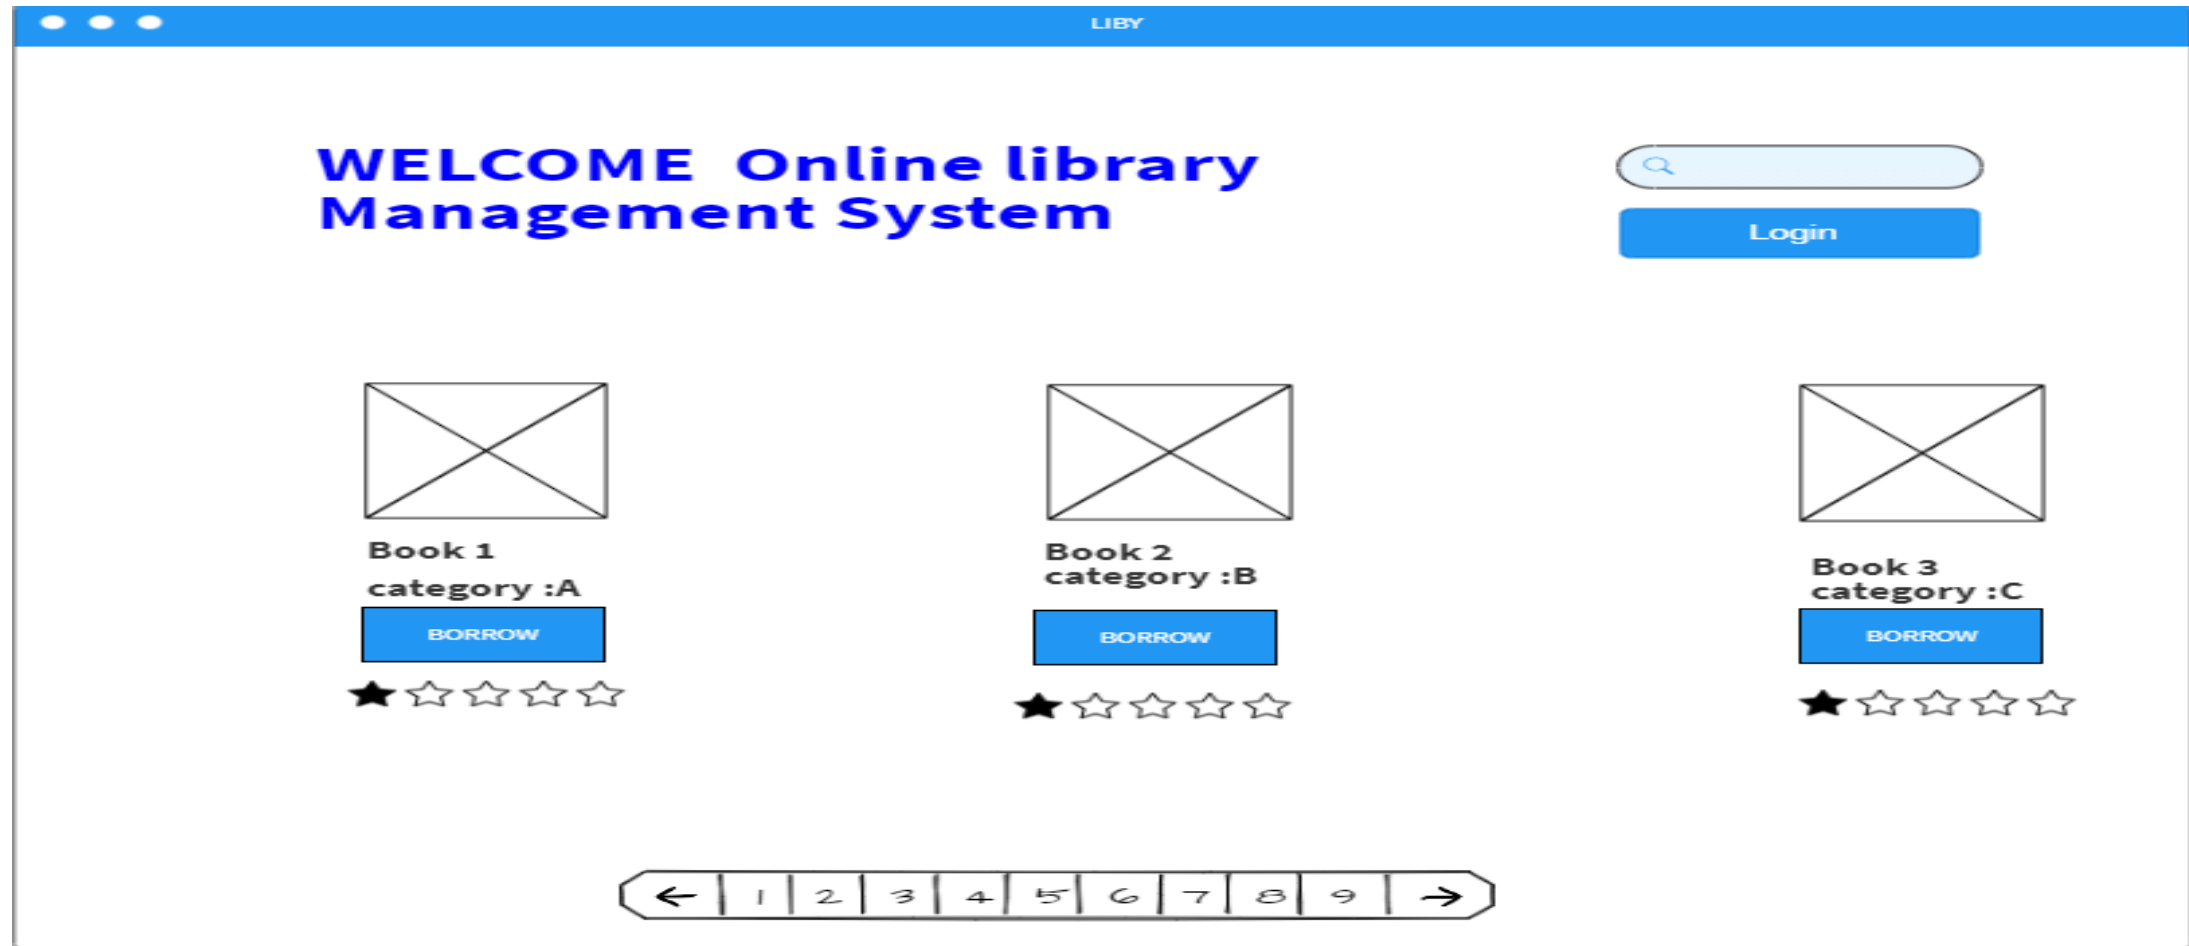 LIBY
WELCOME  Online library
Management System
Login
Book 1
category :A
BORROW
Book 2
category :B
BORROW
Book 3
category :C
BORROW
1 2 3 4 5 6 7 8 9